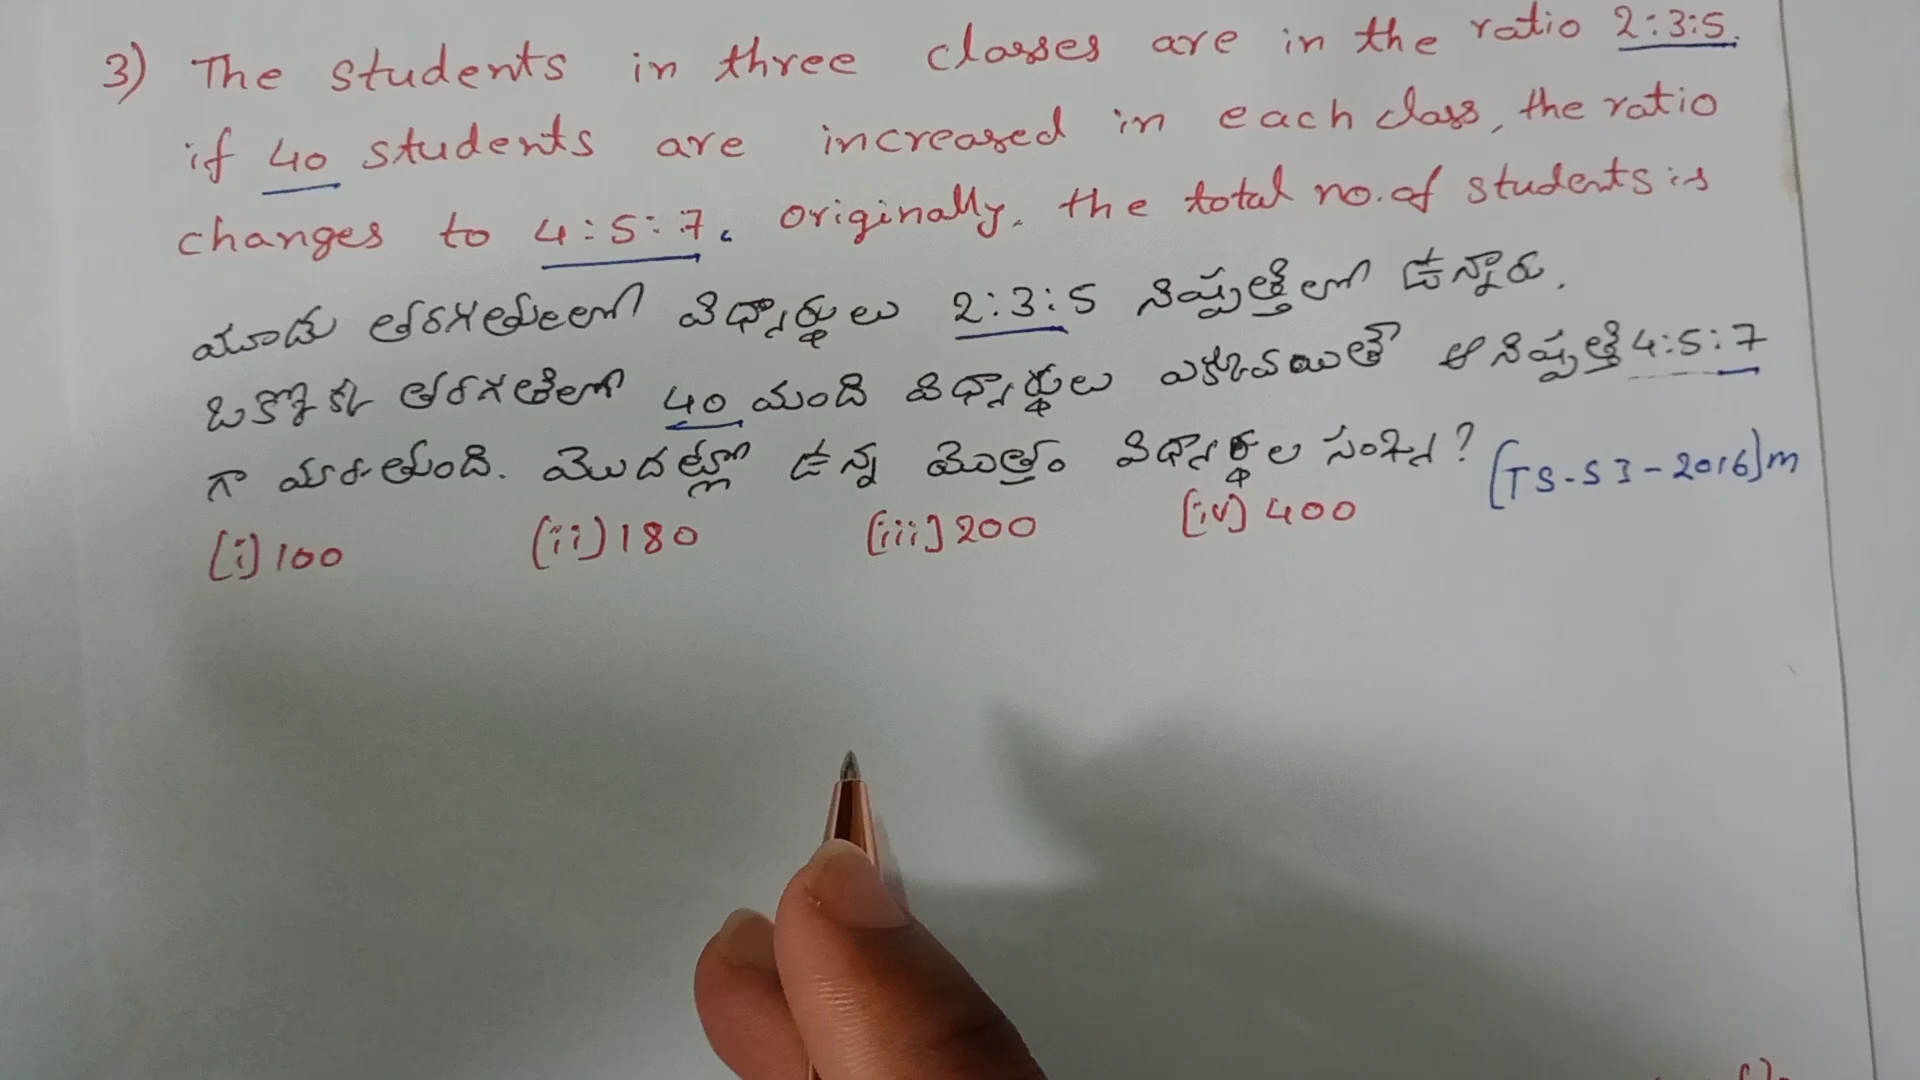 3) The students in three classes are in the ratio 2:3:5.
if 40 students are increased in each class, the ratio
changes to 4:5:7. originally, the total no.of students is
మూడు తరగతులలో విద్యార్థులు 2:3:5 నిష్పత్తిలో ఉన్నారు.
ఒక్కొక్క తరగతిలో 40 మంది విద్యార్థులు ఎక్కువయితే ఆ నిష్పత్తి 4:5:7
గా మారుతుంది. మొదట్లో ఉన్న మొత్తం విద్యార్థుల సంఖ్య? (TS-SI-2016)m
(i) 100 (ii) 180 (iii) 200 (iv) 400